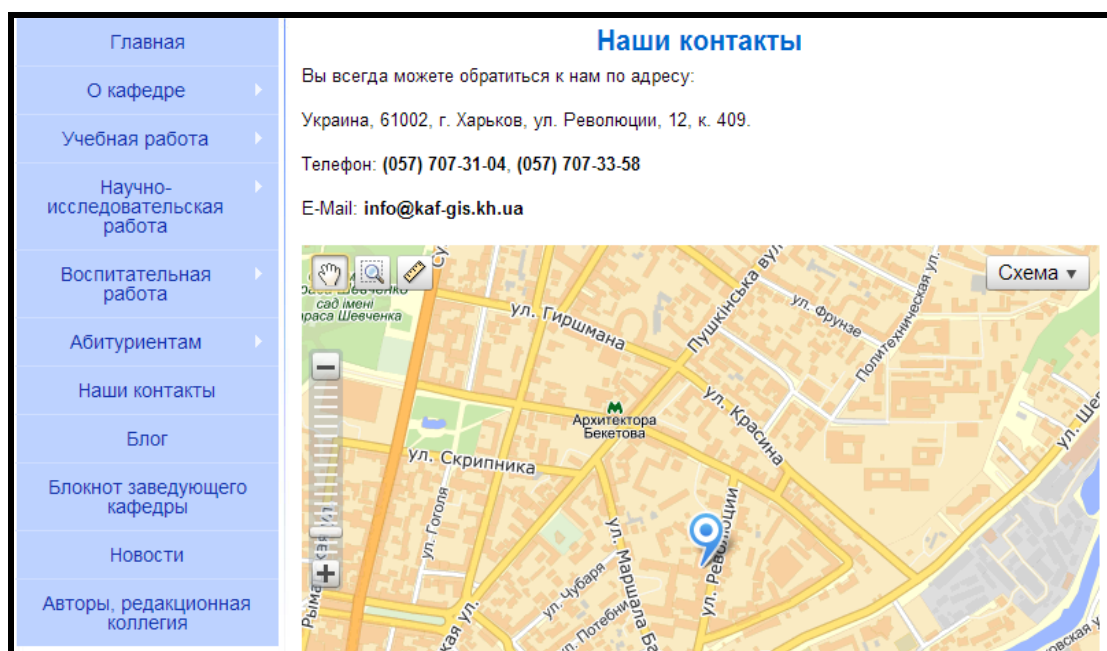 Главная
О кафедре
Учебная работа
Научно-
исследовательская
работа
Воспитательная
работа
Абитуриентам
Наши контакты
Блог
Блокнот заведующего
кафедры
Новости
Авторы, редакционная
коллегия
Наши контакты
Вы всегда можете обратиться к нам по адресу:
Украина, 61002, г. Харьков, ул. Революции, 12, к. 409.
Телефон: (057) 707-31-04, (057) 707-33-58
E-Mail: info@kaf-gis.kh.ua
Схема
сад імені
Шевченка
ул. Гиршмана
Пушкінська вул
ул. Фрунзе
Политехническая ул.
Архитектора
Бекетова
ул. Красина
ул. Скрипника
ул. Гоголя
ул. Революции
ул. Чубаря
ул. Маршала
ул.